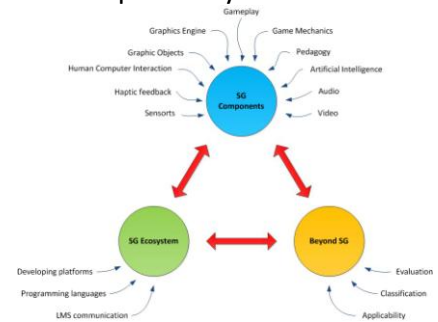 Gameplay
Graphics Engine
Game Mechanics
Graphic Objects
Pedagogy
Human Computer Interaction
Artificial Intelligence
Haptic feedback
Audio
Sensorts
Video
SG
Components
SG Ecosystem
Beyond SG
Developing platforms
Evaluation
Programming languages
Classification
LMS communication
Applicability